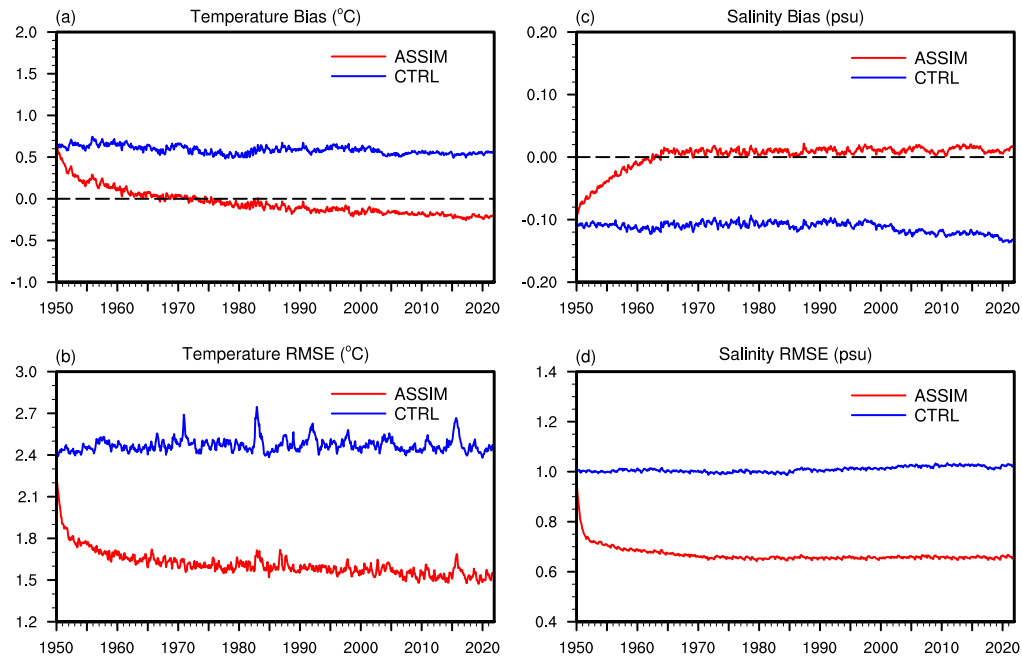 (a) Temperature Bias (°C)
2.0
1.5
1.0
0.5
0.0
-0.5
-1.0
ASSIM
CTRL
1950 1960 1970 1980 1990 2000 2010 2020
(c) Salinity Bias (psu)
0.20
0.10
0.00
-0.10
-0.20
ASSIM
CTRL
1950 1960 1970 1980 1990 2000 2010 2020
(b) Temperature RMSE (°C)
3.0
2.7
2.4
2.1
1.8
1.5
1.2
ASSIM
CTRL
1950 1960 1970 1980 1990 2000 2010 2020
(d) Salinity RMSE (psu)
1.4
1.2
1.0
0.8
0.6
0.4
ASSIM
CTRL
1950 1960 1970 1980 1990 2000 2010 2020